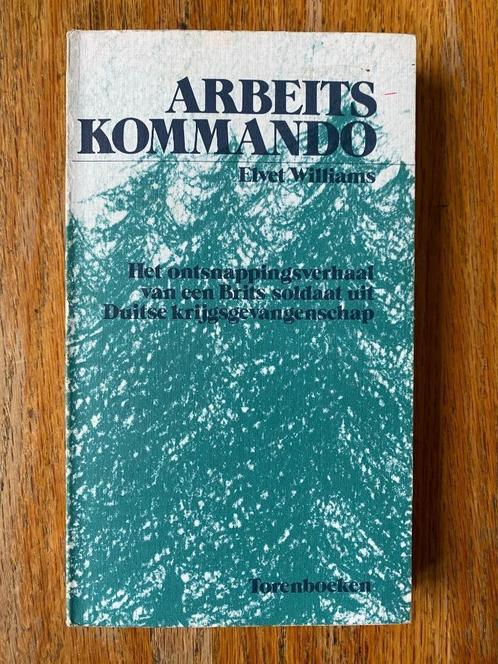 ARBEITS
KOMMANDO
Elvet Williams
Het ontsnappingsverhaal
van een Brits soldaat uit
Duitse krijgsgevangenschap
Torenboeken